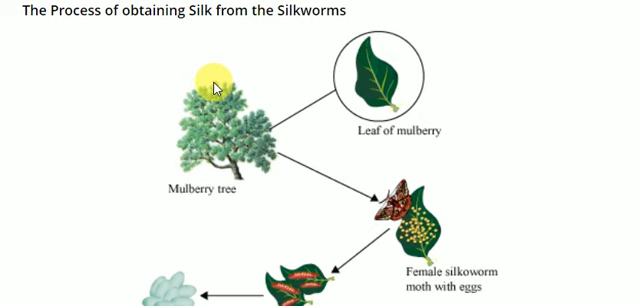 The Process of obtaining Silk from the Silkworms
Leaf of mulberry
Mulberry tree
Female silkoworm
moth with eggs